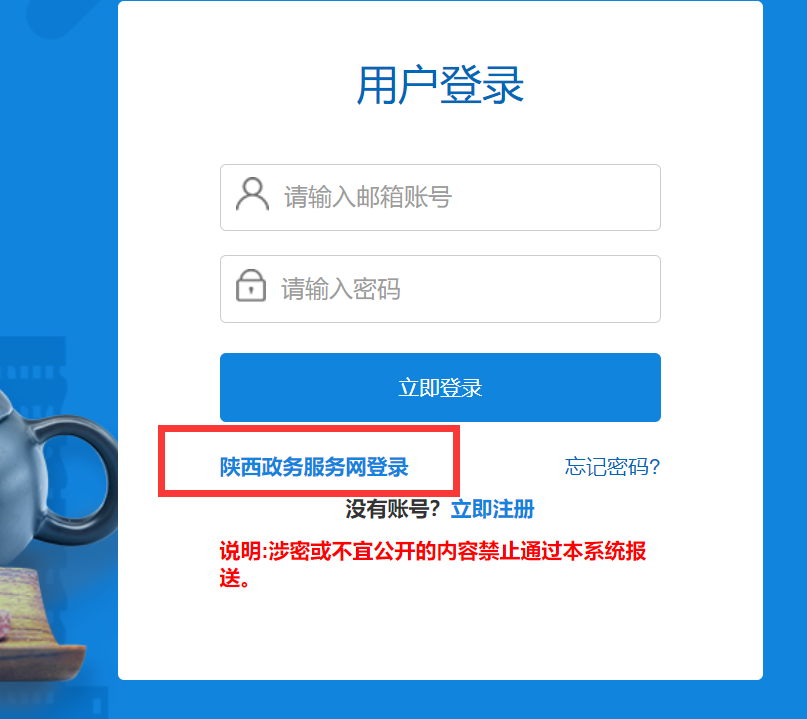 用户登录
请输入邮箱账号
请输入密码
立即登录
陕西政务服务网登录 忘记密码?
没有账号？立即注册
说明:涉密或不宜公开的内容禁止通过本系统报
送。